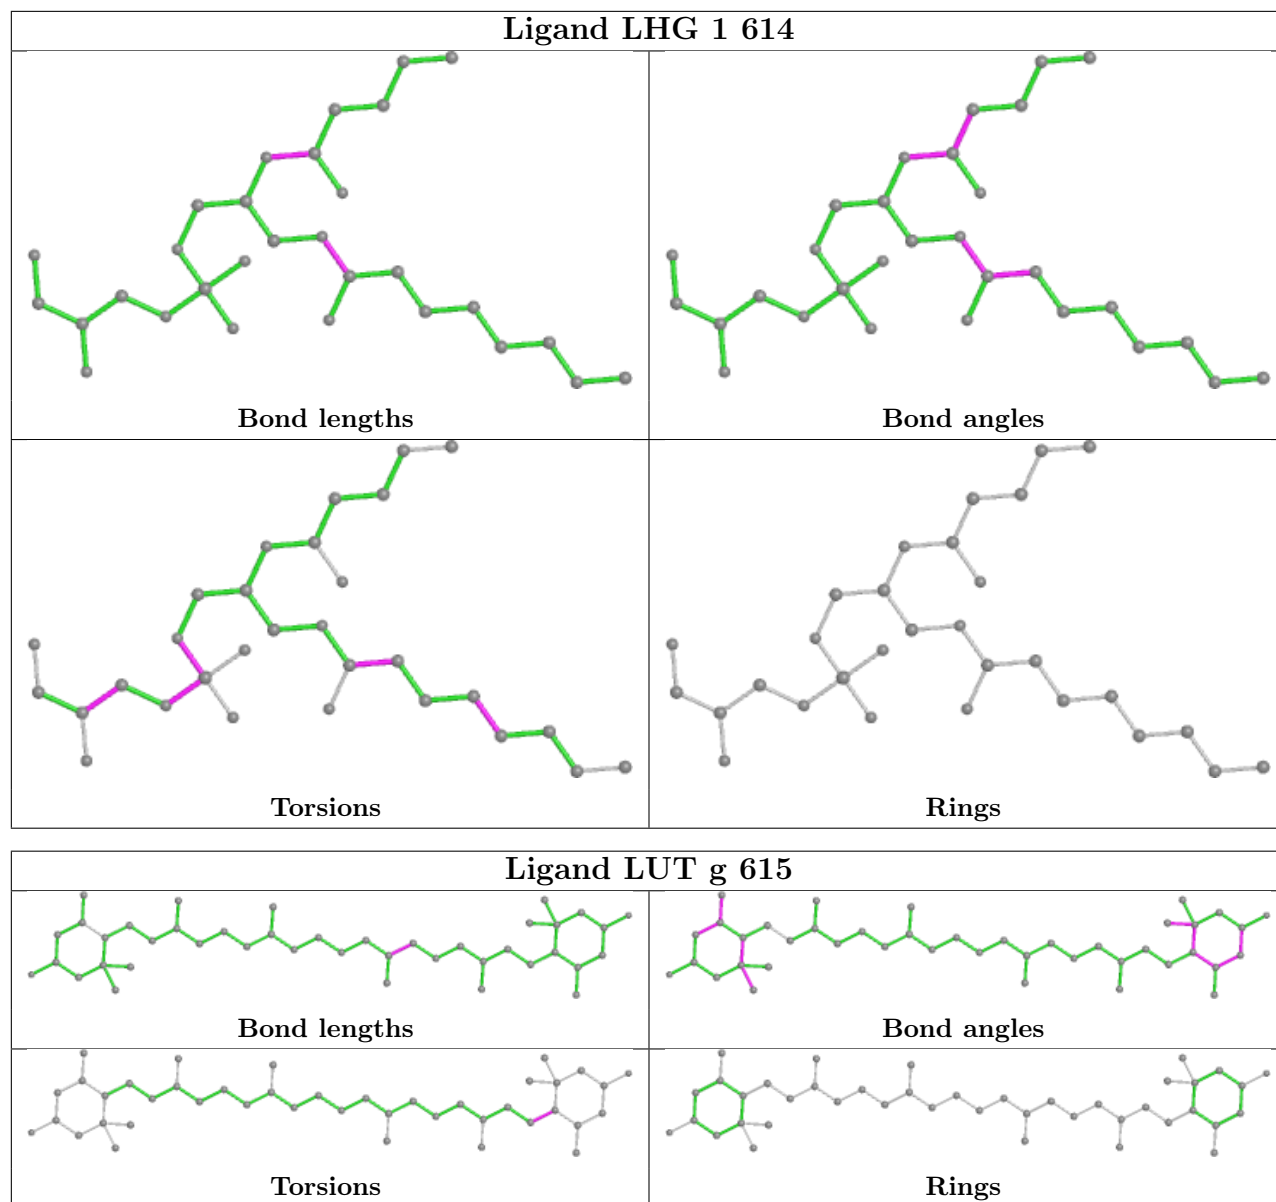 Ligand LHG 1 614
Bond lengths
Bond angles
Torsions
Rings
Ligand LUT g 615
Bond lengths
Bond angles
Torsions
Rings